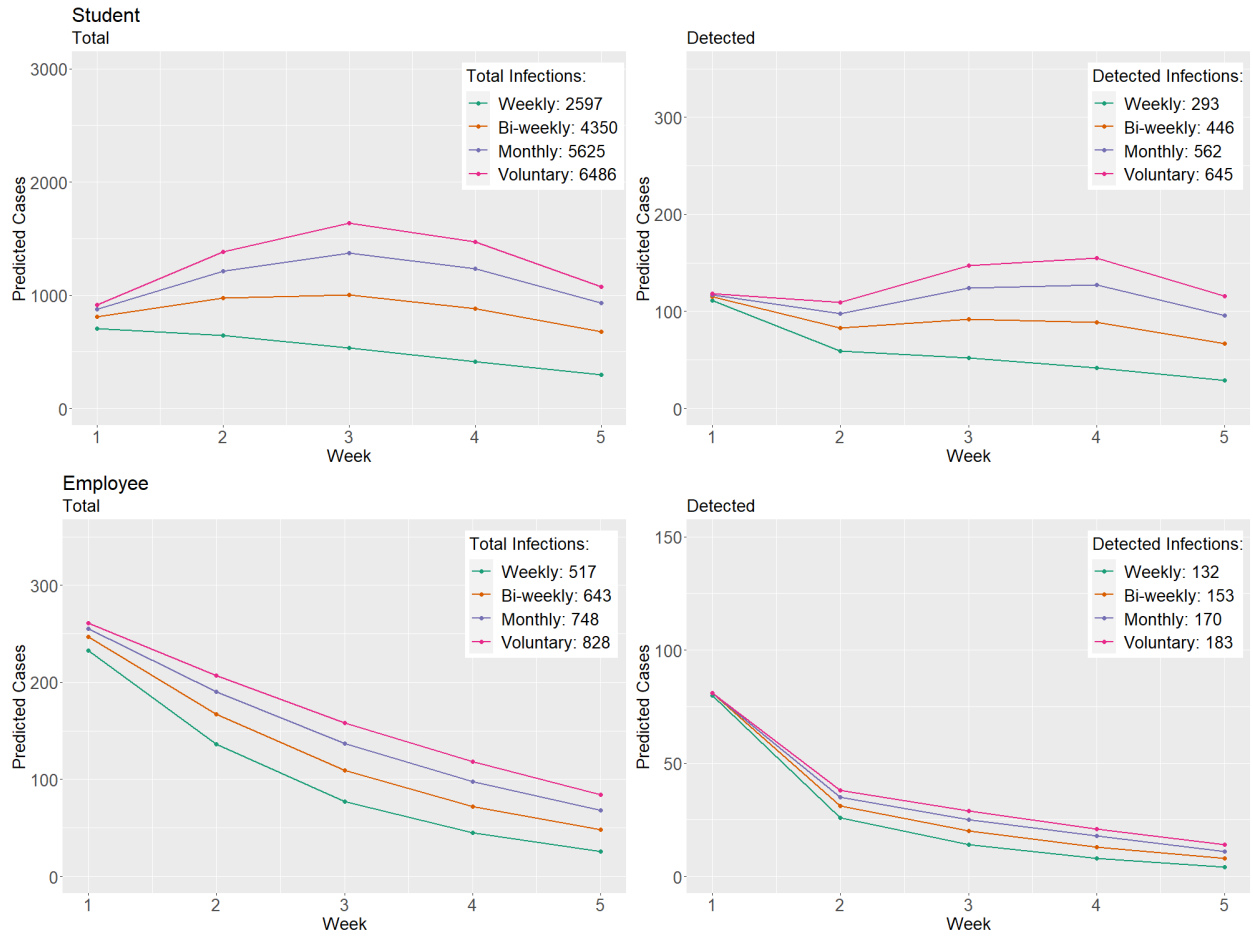 Student
Total
3000
2000
1000
0
Predicted Cases
1 2 3 4 5
Week
Total Infections:
Weekly: 2597
Bi-weekly: 4350
Monthly: 5625
Voluntary: 6486
Detected
300
200
100
0
Predicted Cases
1 2 3 4 5
Week
Detected Infections:
Weekly: 293
Bi-weekly: 446
Monthly: 562
Voluntary: 645
Employee
Total
300
200
100
0
Predicted Cases
1 2 3 4 5
Week
Total Infections:
Weekly: 517
Bi-weekly: 643
Monthly: 748
Voluntary: 828
Detected
150
100
50
0
Predicted Cases
1 2 3 4 5
Week
Detected Infections:
Weekly: 132
Bi-weekly: 153
Monthly: 170
Voluntary: 183